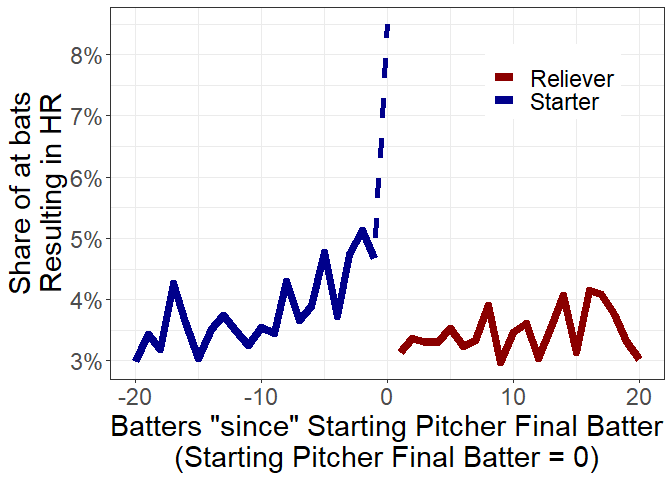 Share of at bats
Resulting in HR
8%
7%
6%
5%
4%
3%
Reliever
Starter
-20
-10
0
10
20
Batters "since" Starting Pitcher Final Batter
(Starting Pitcher Final Batter = 0)